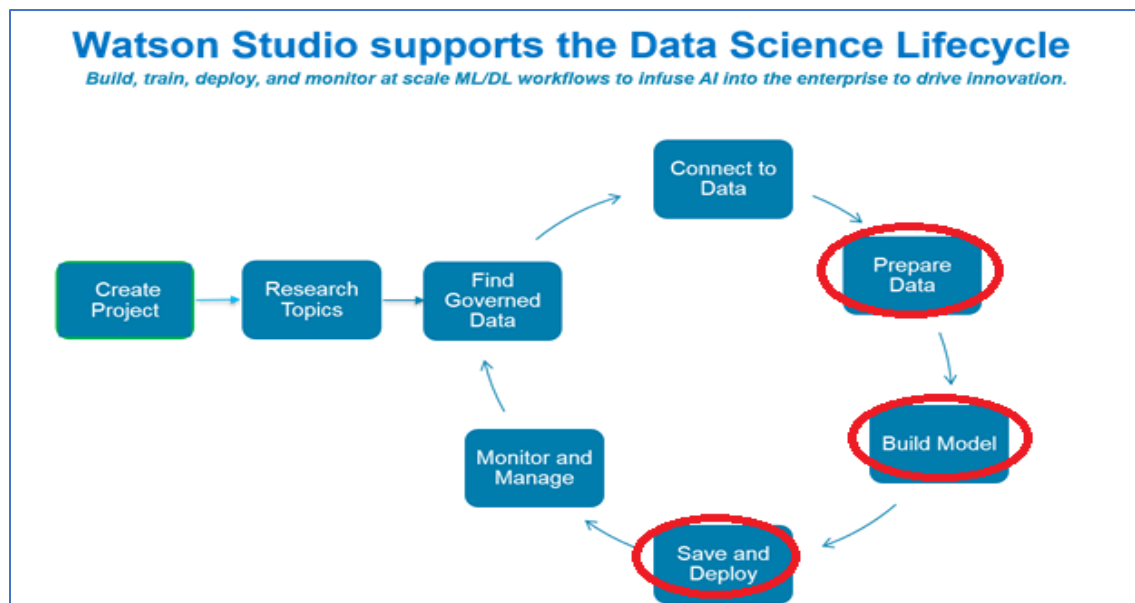 Watson Studio supports the Data Science Lifecycle
Build, train, deploy, and monitor at scale ML/DL workflows to infuse AI into the enterprise to drive innovation.
Create
Project
Research
Topics
Find
Governed
Data
Connect to
Data
Prepare
Data
Build Model
Save and
Deploy
Monitor and
Manage